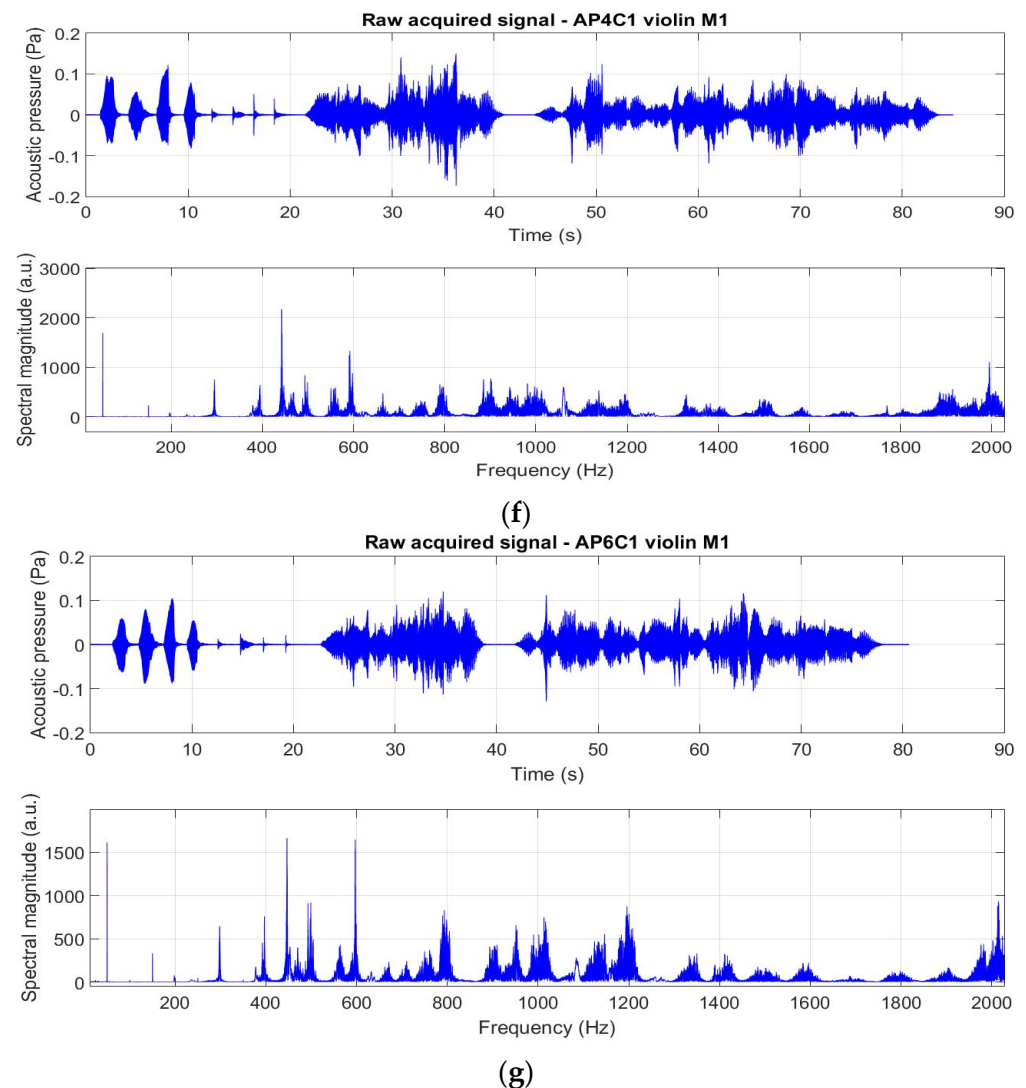 Raw acquired signal - AP4C1 violin M1
Acoustic pressure (Pa)
0.2
0.1
0
-0.1
-0.2
0 10 20 30 40 50 60 70 80 90
Time (s)
Spectral magnitude (a.u.)
3000
2000
1000
0
200 400 600 800 1000 1200 1400 1600 1800 2000
Frequency (Hz)
(f)
Raw acquired signal - AP6C1 violin M1
Acoustic pressure (Pa)
0.2
0.1
0
-0.1
-0.2
0 10 20 30 40 50 60 70 80 90
Time (s)
Spectral magnitude (a.u.)
1500
1000
500
0
200 400 600 800 1000 1200 1400 1600 1800 2000
Frequency (Hz)
(g)